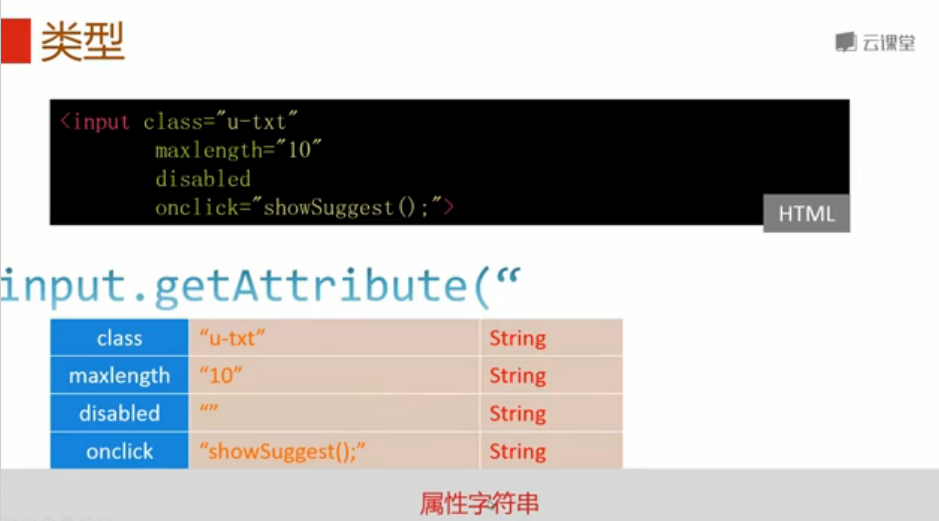 类型
云课堂
<input class="u-txt"
maxlength="10"
disabled
onclick="showSuggest();">
HTML
input.getAttribute(“
class “u-txt” String
maxlength “10” String
disabled “” String
onclick “showSuggest();” String
属性字符串